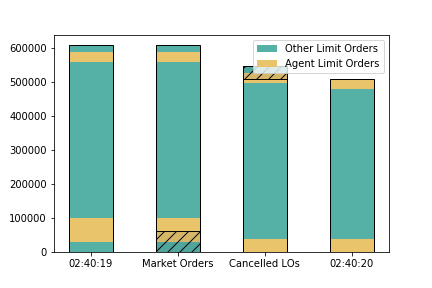 600000
500000
400000
300000
200000
100000
0
Other Limit Orders
Agent Limit Orders
02:40:19 Market Orders Cancelled LOs 02:40:20